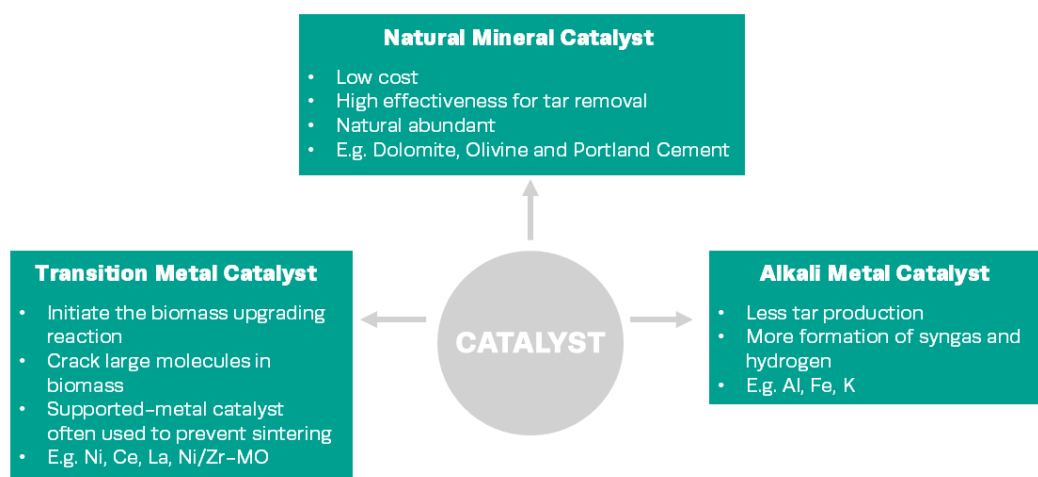 Natural Mineral Catalyst
• Low cost
• High effectiveness for tar removal
• Natural abundant
• E.g. Dolomite, Olivine and Portland Cement
Transition Metal Catalyst
• Initiate the biomass upgrading
reaction
• Crack large molecules in
biomass
• Supported-metal catalyst
often used to prevent sintering
• E.g. Ni, Ce, La, Ni/Zr-MO
CATALYST
Alkali Metal Catalyst
• Less tar production
• More formation of syngas and
hydrogen
• E.g. Al, Fe, K